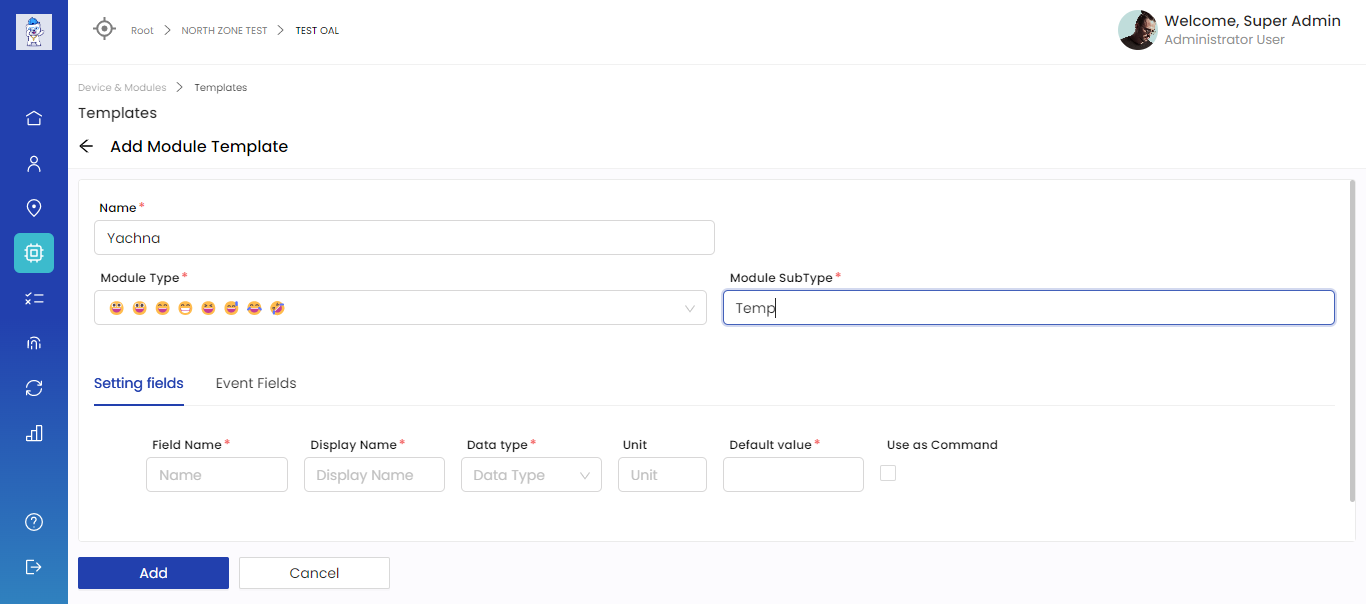 Root > NORTH ZONE TEST > TEST OAL
Welcome, Super Admin
Administrator User
Device & Modules > Templates
Templates
Add Module Template
Name*
Yachna
Module Type* Module SubType*
😀 😃 😄 😁 😆 😅 😂 🤣 Temp
Setting fields Event Fields
Field Name* Display Name* Data type* Unit Default value* Use as Command
Name Display Name Data Type Unit
Add Cancel